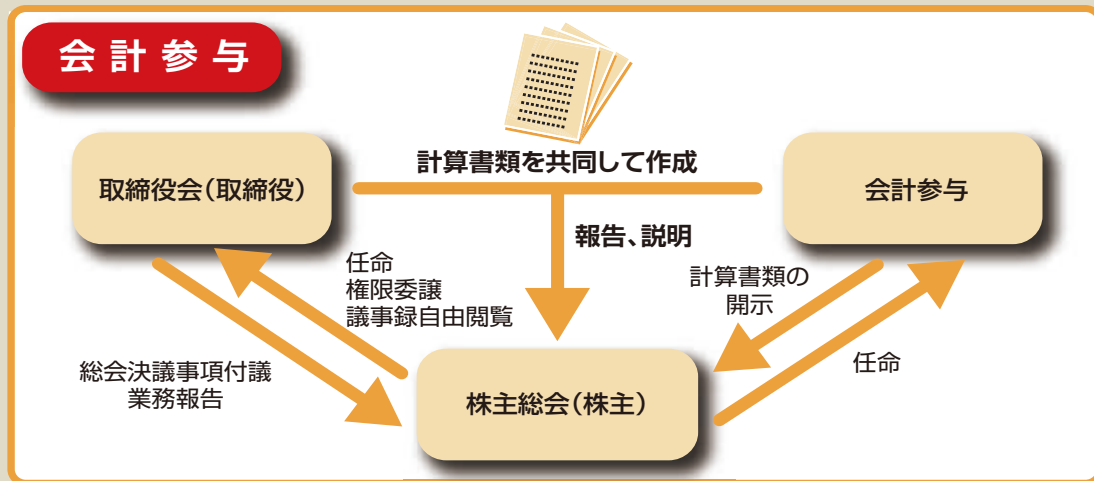 会計参与
計算書類を共同して作成
取締役会(取締役)
会計参与
報告、説明
任命
権限委譲
議事録自由閲覧
計算書類の
開示
総会決議事項付議
業務報告
任命
株主総会(株主)